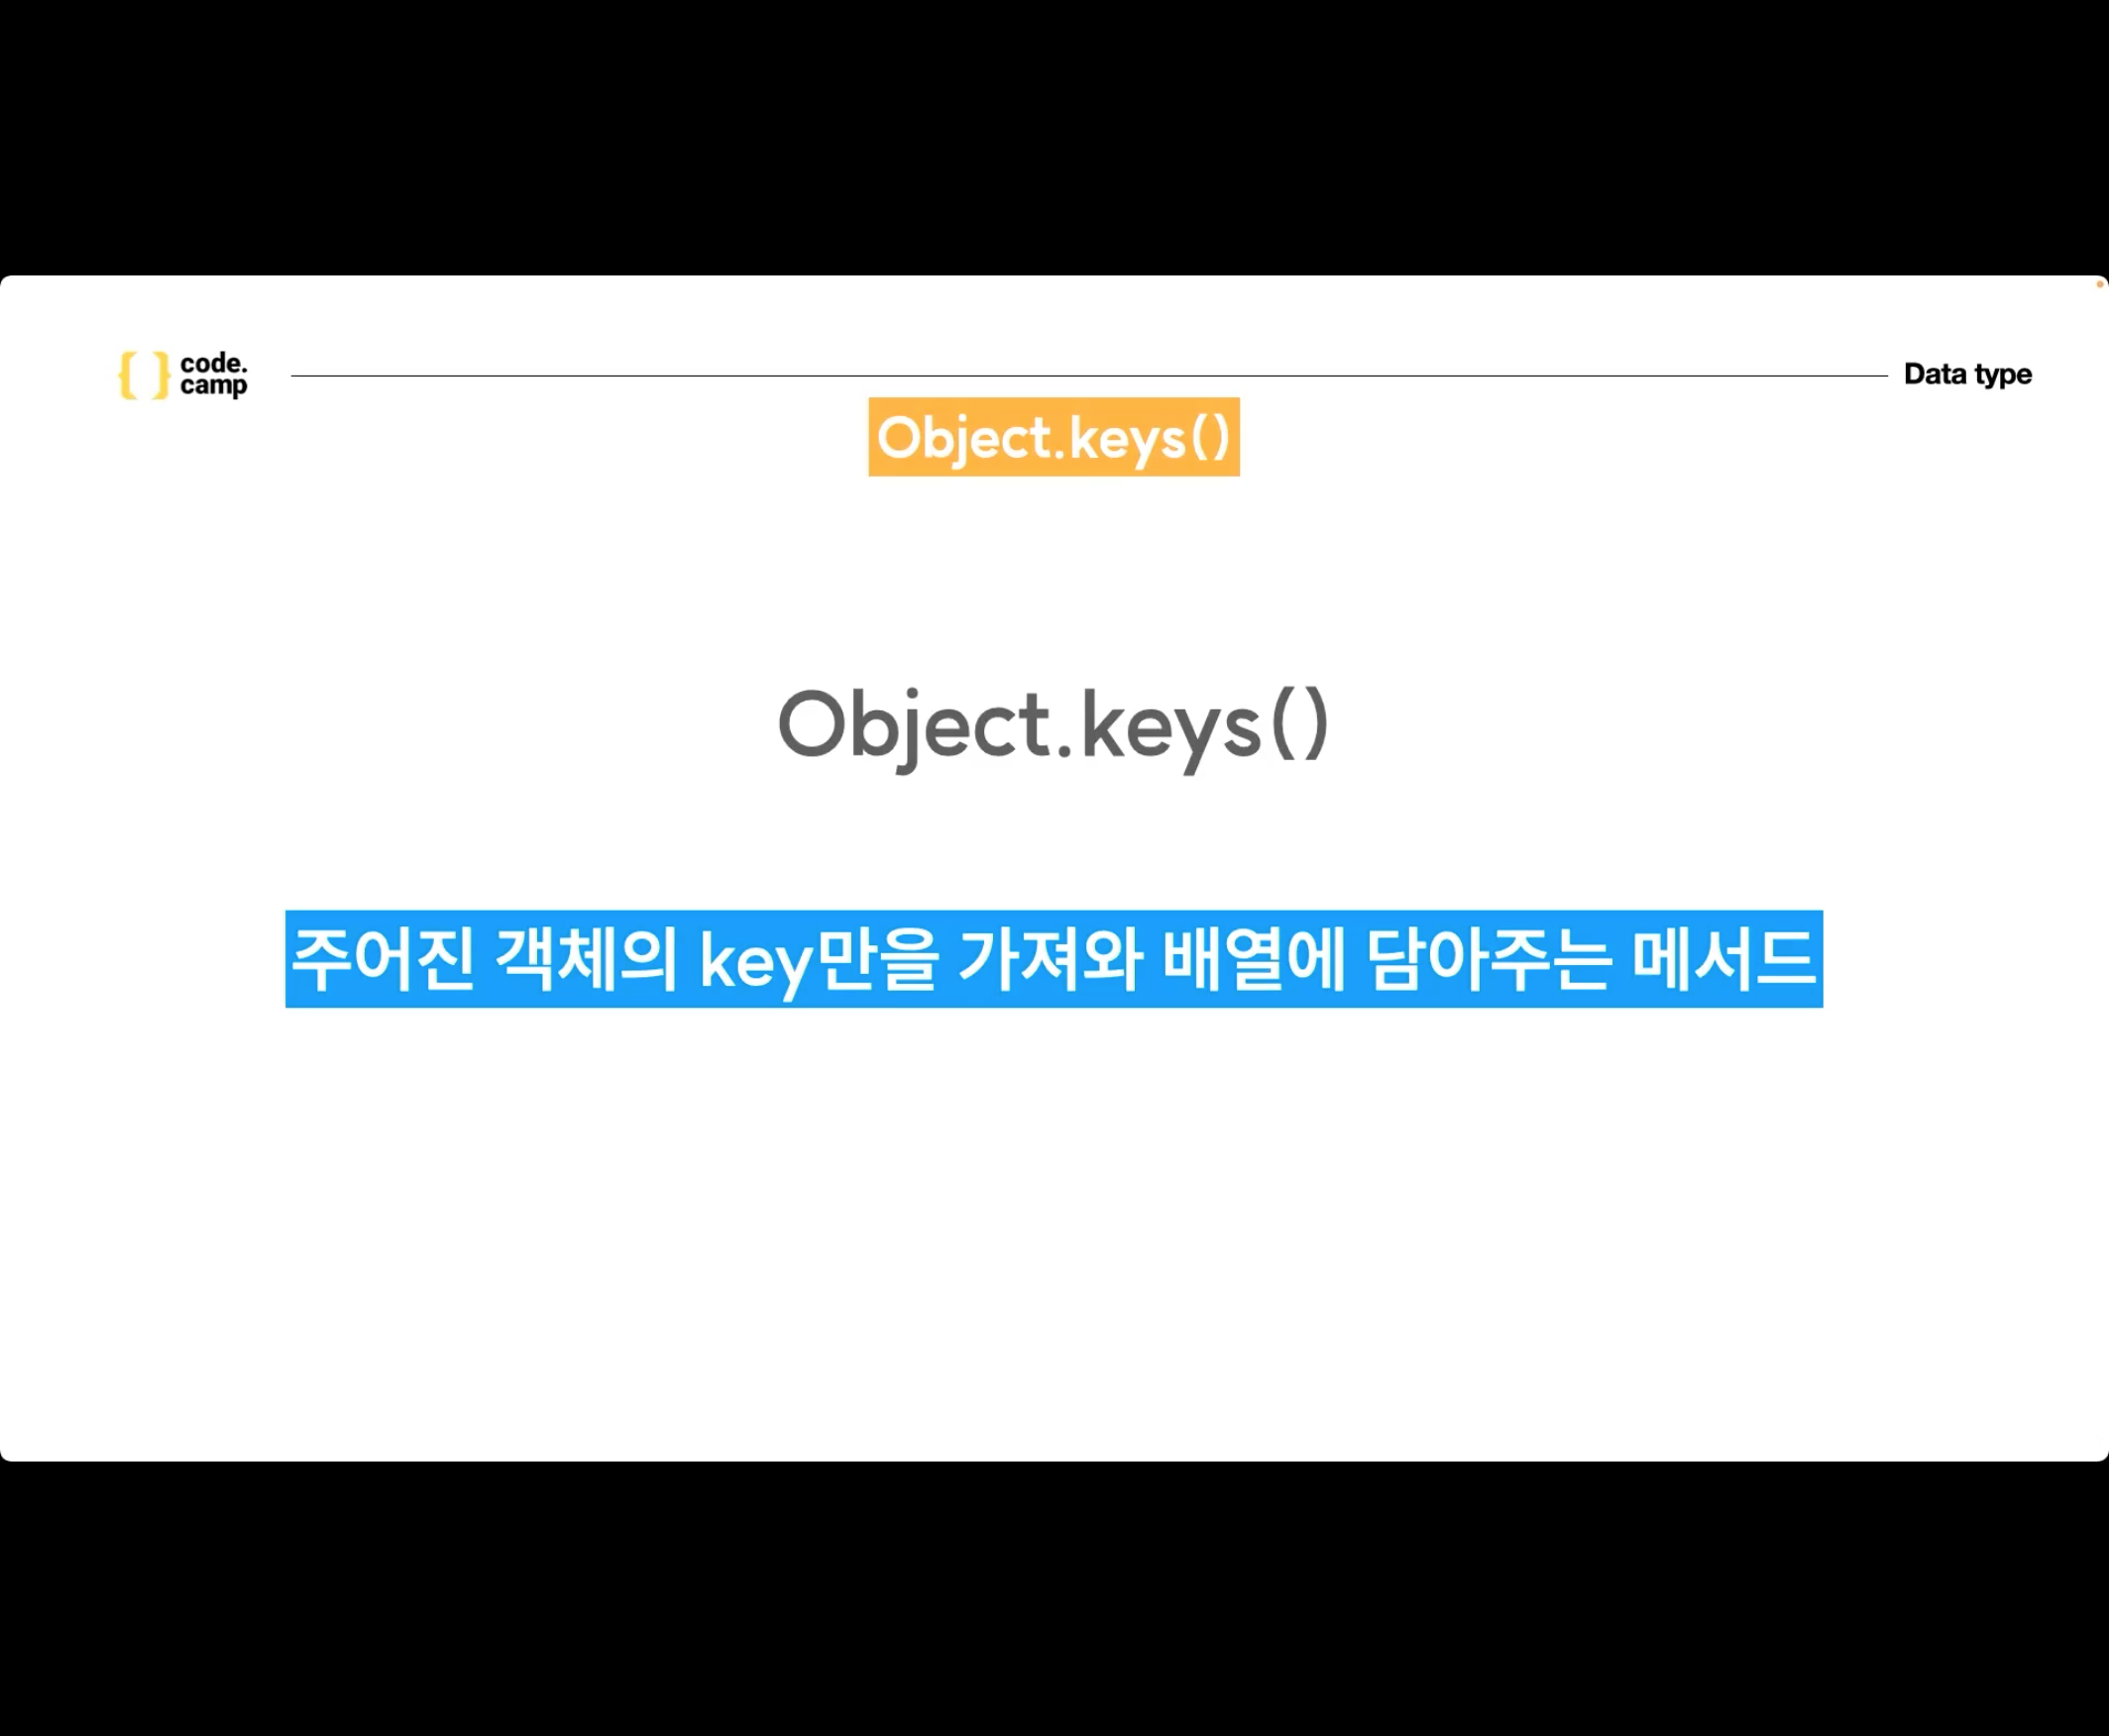 { } code.
camp
Data type
Object.keys()
Object.keys()
주어진 객체의 key만을 가져와 배열에 담아주는 메서드